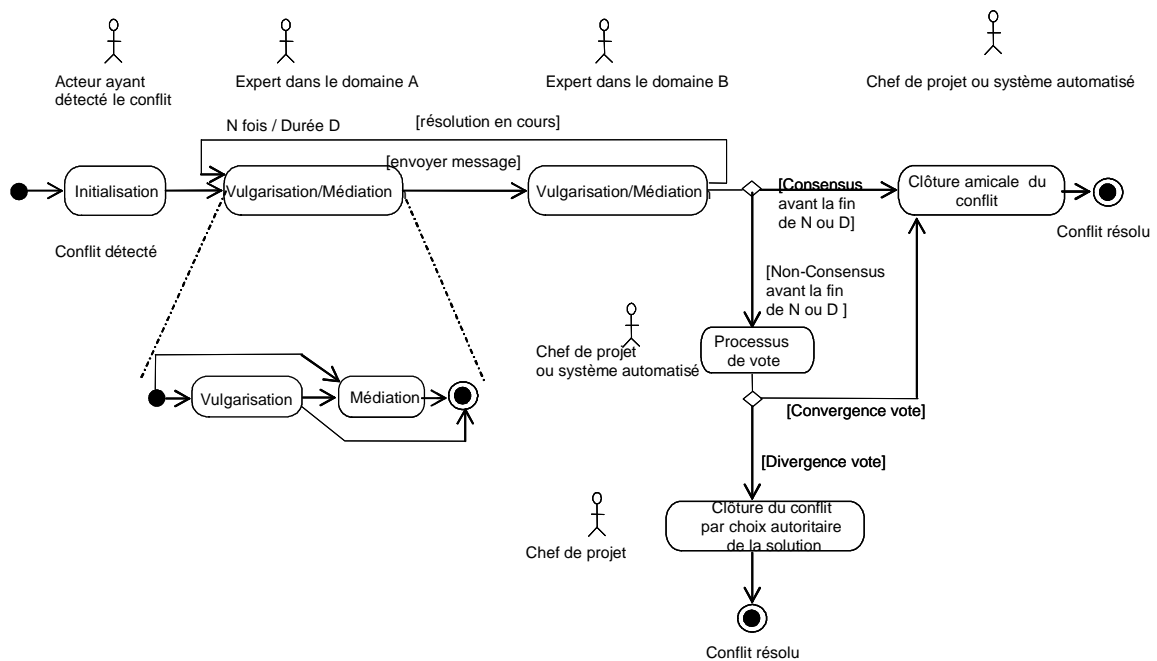 Acteur ayant
détecté le conflit
Expert dans le domaine A
Expert dans le domaine B
Chef de projet ou système automatisé
N fois / Durée D
[résolution en cours]
[envoyer message]
Initialisation
Vulgarisation/Médiation
Vulgarisation/Médiation
[Consensus
avant la fin
de N ou D]
Clôture amicale du
conflit
Conflit résolu
Conflit détecté
[Non-Consensus
avant la fin
de N ou D ]
Chef de projet
ou système automatisé
Processus
de vote
Vulgarisation
Médiation
[Convergence vote]
[Divergence vote]
Chef de projet
Clôture du conflit
par choix autoritaire
de la solution
Conflit résolu